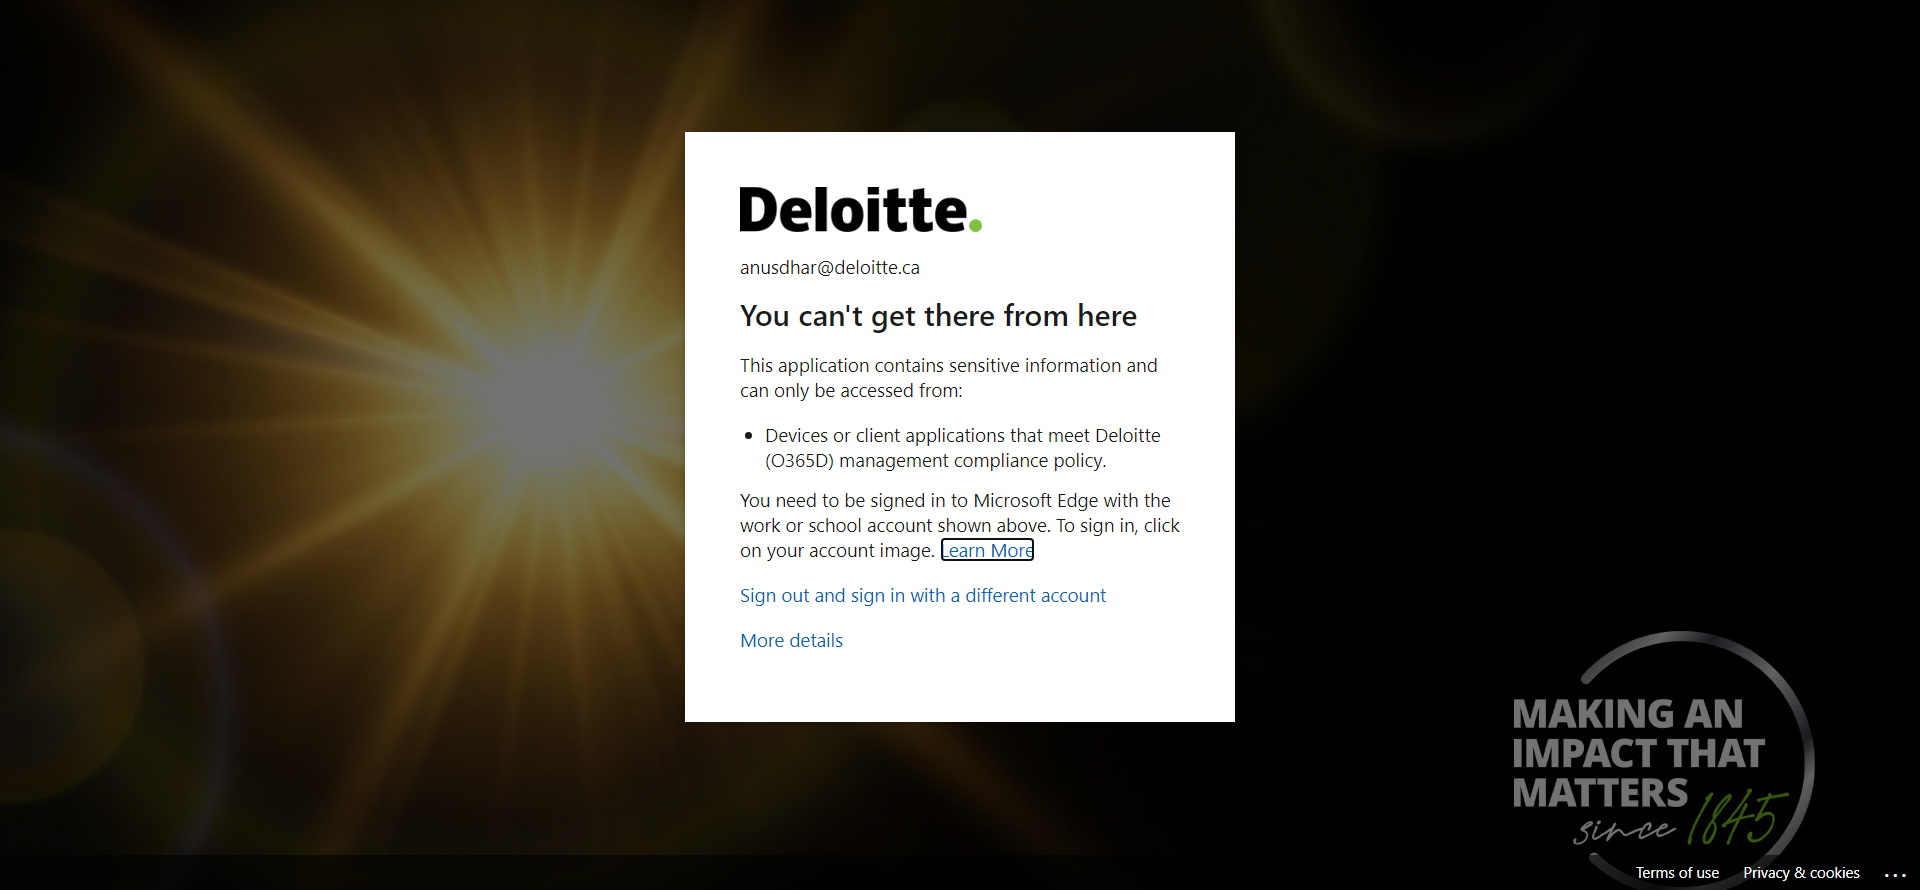 Deloitte.
anusdhar@deloitte.ca
You can't get there from here
This application contains sensitive information and
can only be accessed from:
• Devices or client applications that meet Deloitte
(O365D) management compliance policy.
You need to be signed in to Microsoft Edge with the
work or school account shown above. To sign in, click
on your account image. Learn More
Sign out and sign in with a different account
More details
MAKING AN
IMPACT THAT
MATTERS
since 1845
Terms of use Privacy & cookies ...